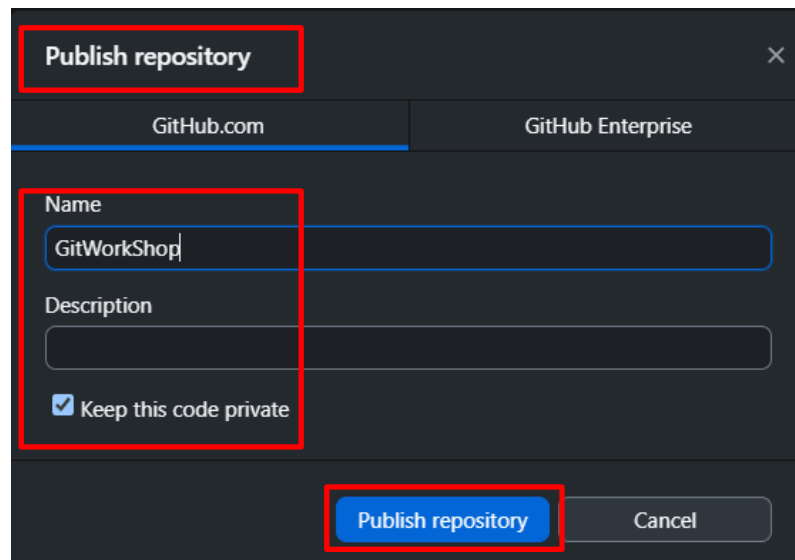 Publish repository
GitHub.com GitHub Enterprise
Name
GitWorkShop
Description
Keep this code private
Publish repository Cancel